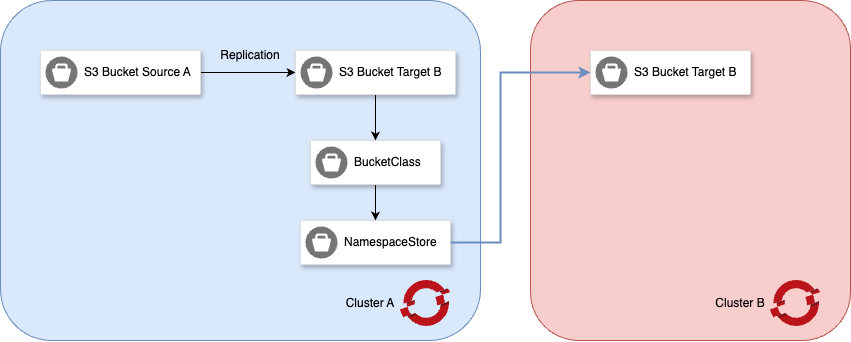 Replication
S3 Bucket Source A
S3 Bucket Target B
S3 Bucket Target B
BucketClass
NamespaceStore
Cluster A
Cluster B